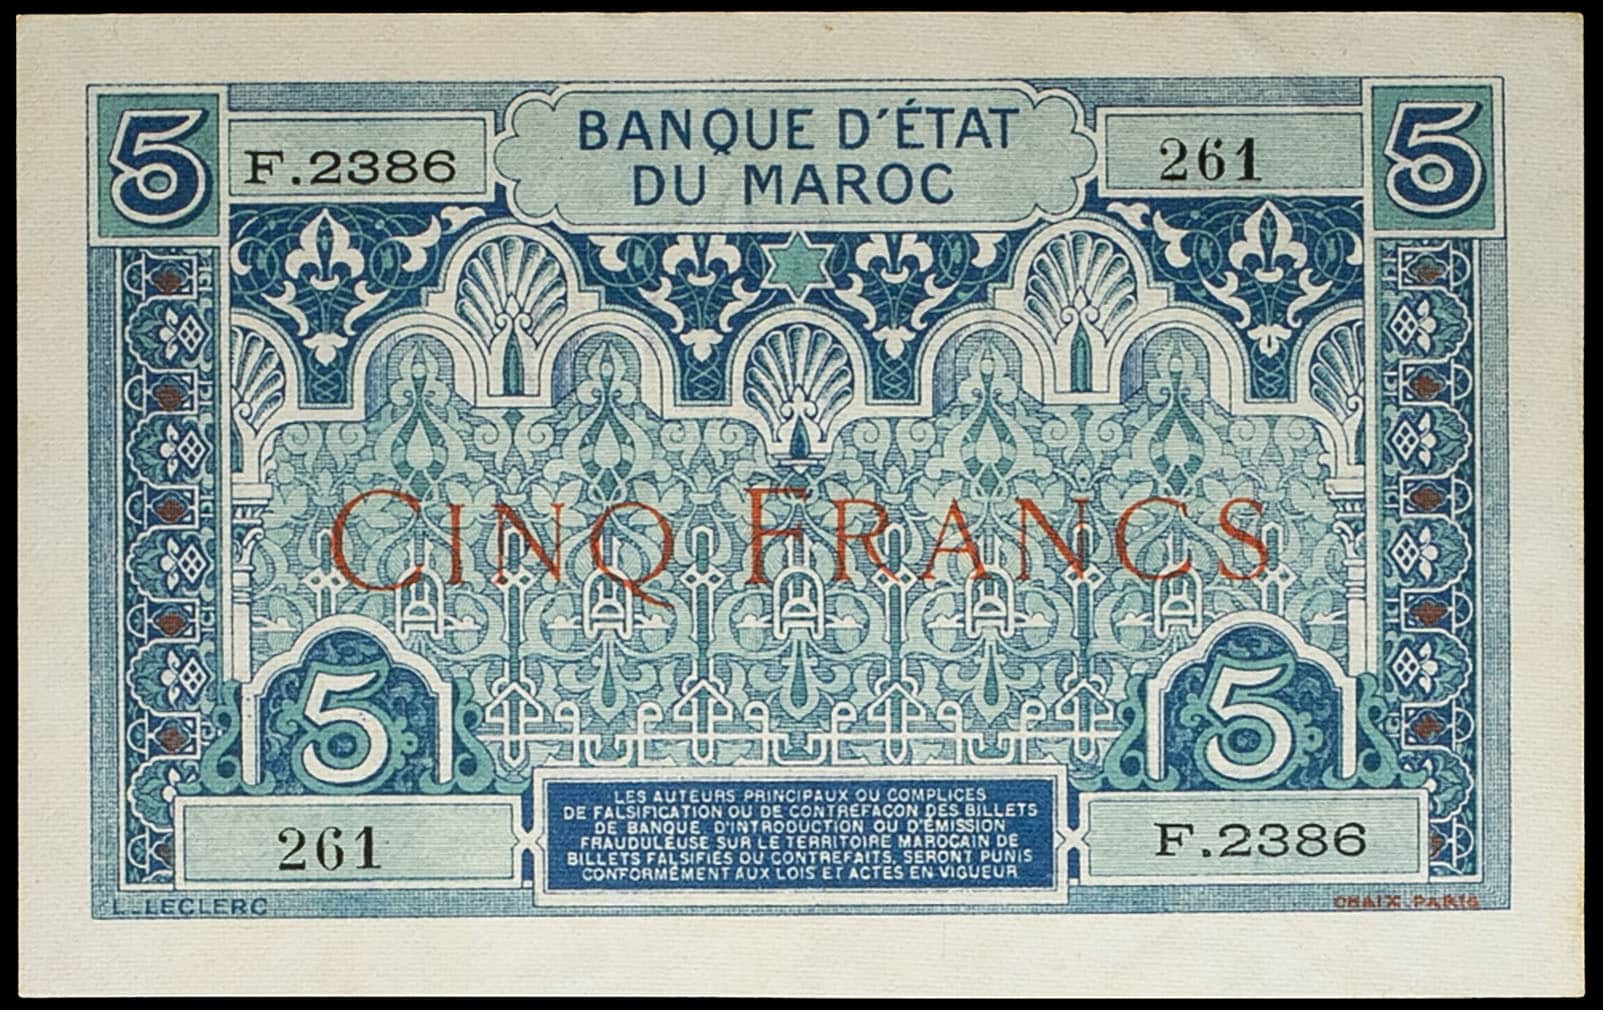 5
F.2386
BANQUE D'ÉTAT
DU MAROC
261
5
CINQ FRANCS
5
5
261
LES AUTEURS PRINCIPAUX OU COMPLICES
DE FALSIFICATION OU DE CONTREFAÇON DES BILLETS
DE BANQUE, D'INTRODUCTION OU D'ÉMISSION
FRAUDULEUSE SUR LE TERRITOIRE MAROCAIN DE
BILLETS FALSIFIÉS OU CONTREFAITS, SERONT PUNIS
CONFORMÉMENT AUX LOIS ET ACTES EN VIGUEUR
F.2386
L. LECLERC
CHAIX. PARIS